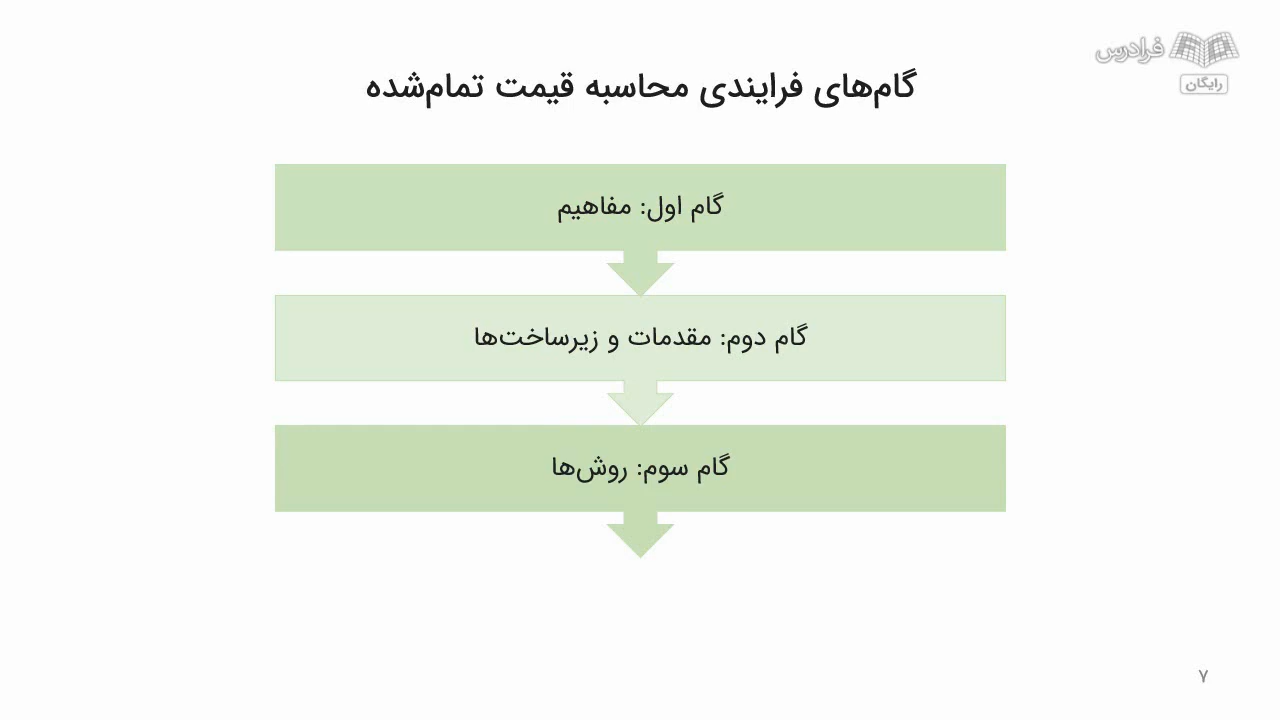 فرادرس
رایگان
گام‌های فرایندی محاسبه قیمت تمام‌شده
گام اول: مفاهیم
گام دوم: مقدمات و زیرساخت‌ها
گام سوم: روش‌ها
۷